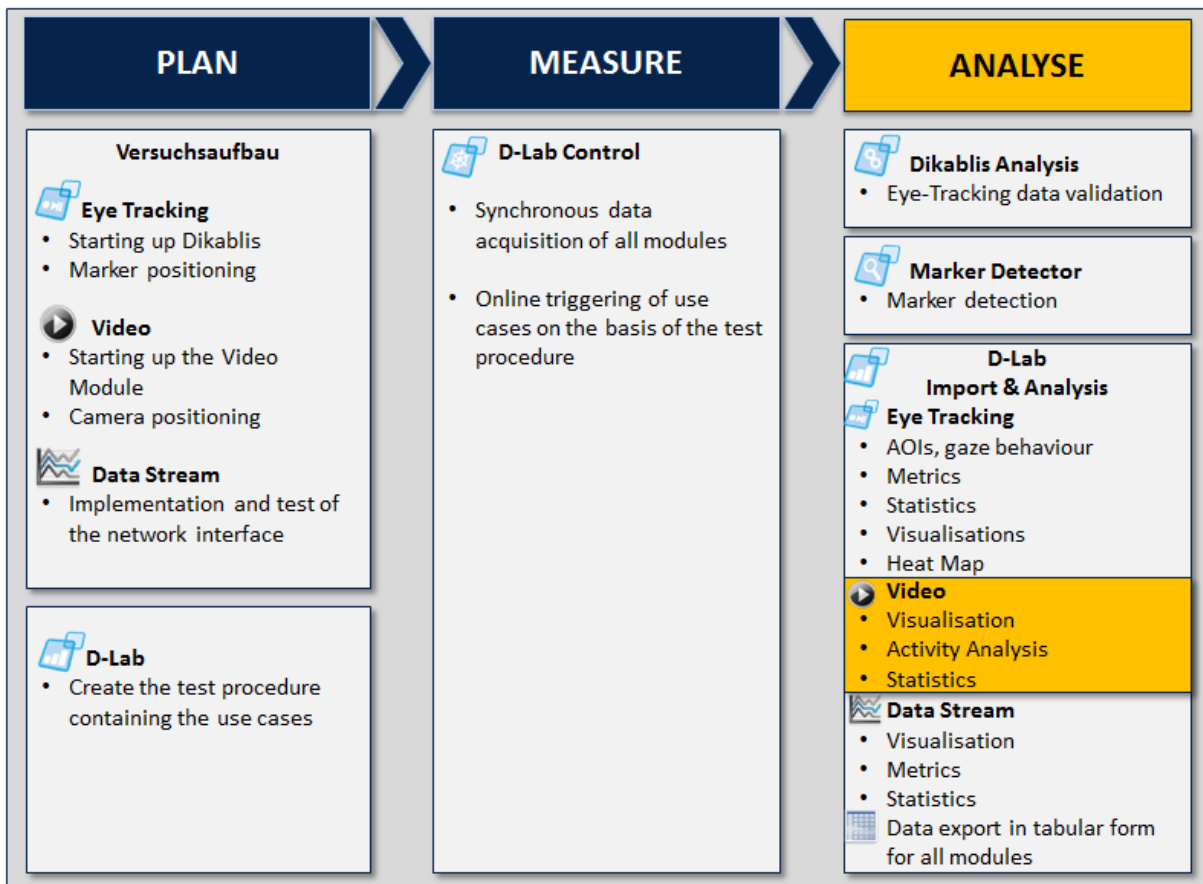 PLAN
MEASURE
ANALYSE
Versuchsaufbau
Eye Tracking
• Starting up Dikablis
• Marker positioning
Video
• Starting up the Video
Module
• Camera positioning
Data Stream
• Implementation and test of
the network interface
D-Lab
• Create the test procedure
containing the use cases
D-Lab Control
• Synchronous data
acquisition of all modules
• Online triggering of use
cases on the basis of the test
procedure
Dikablis Analysis
• Eye-Tracking data validation
Marker Detector
• Marker detection
D-Lab
Import & Analysis
Eye Tracking
• AOIs, gaze behaviour
• Metrics
• Statistics
• Visualisations
• Heat Map
Video
• Visualisation
• Activity Analysis
• Statistics
Data Stream
• Visualisation
• Metrics
• Statistics
Data export in tabular form
for all modules